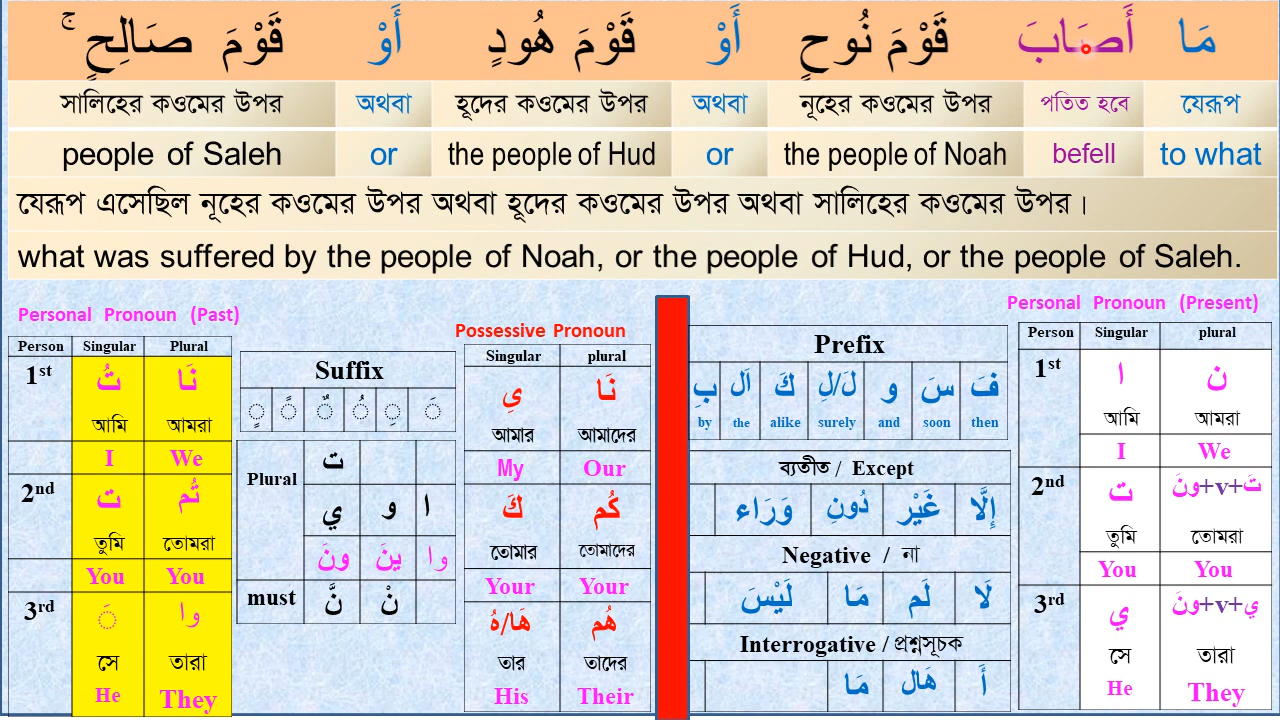 مَا أَصَابَ قَوْمَ نُوحٍ أَوْ قَوْمَ هُودٍ أَوْ قَوْمَ صَالِحٍ ۚ
যেরূপ পতিত হবে নূহের কওমের উপর অথবা হূদের কওমের উপর অথবা সালিহের কওমের উপর
to what befell the people of Noah or the people of Hud or people of Saleh
যেরূপ এসেছিল নূহের কওমের উপর অথবা হূদের কওমের উপর অথবা সালিহের কওমের উপর।
what was suffered by the people of Noah, or the people of Hud, or the people of Saleh.
Personal Pronoun (Past)
Person Singular Plural
1st تُ نَا
আমি আমরা
I We
2nd ت تُم
তুমি তোমরা
You You
3rd َ وا
সে তারা
He They
Suffix
ٍ ً ٌ ُ ِ َ
Plural ت
ي و ا
ونَ ينَ وا
must نَّ نْ
Possessive Pronoun
Singular plural
يِ نَا
আমার আমাদের
My Our
كَ كُم
তোমার তোমাদের
Your Your
هَا/هُ هُم
তার তাদের
His Their
Prefix
بِ اَل كَ لَ/لِ و سَ فَ
by the alike surely and soon then
ব্যতীত / Except
وَرَاء دُونِ غَيْر إِلَّا
Negative / না
لَيْسَ مَا لَم لَا
Interrogative / প্রশ্নসূচক
مَا هَال أَ
Personal Pronoun (Present)
Person Singular plural
1st ا ن
আমি আমরা
I We
2nd ت تَ+v+ونَ
তুমি তোমরা
You You
3rd ي ي+v+ونَ
সে তারা
He They